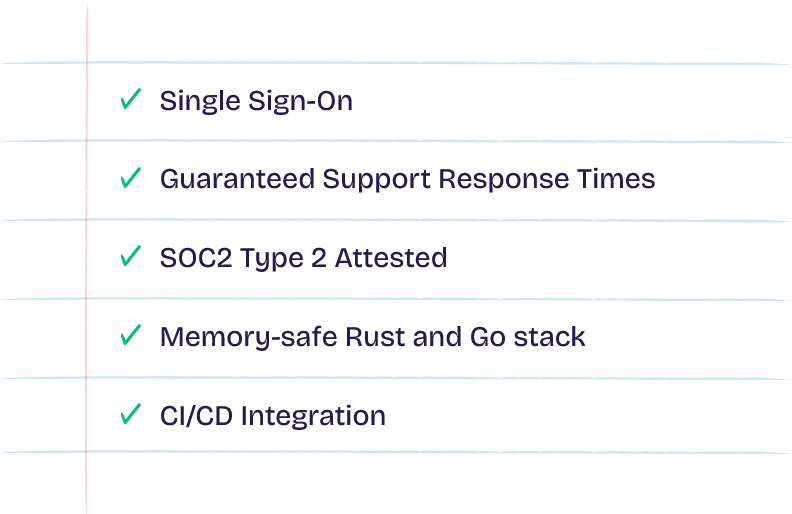 ✓ Single Sign-On
✓ Guaranteed Support Response Times
✓ SOC2 Type 2 Attested
✓ Memory-safe Rust and Go stack
✓ CI/CD Integration